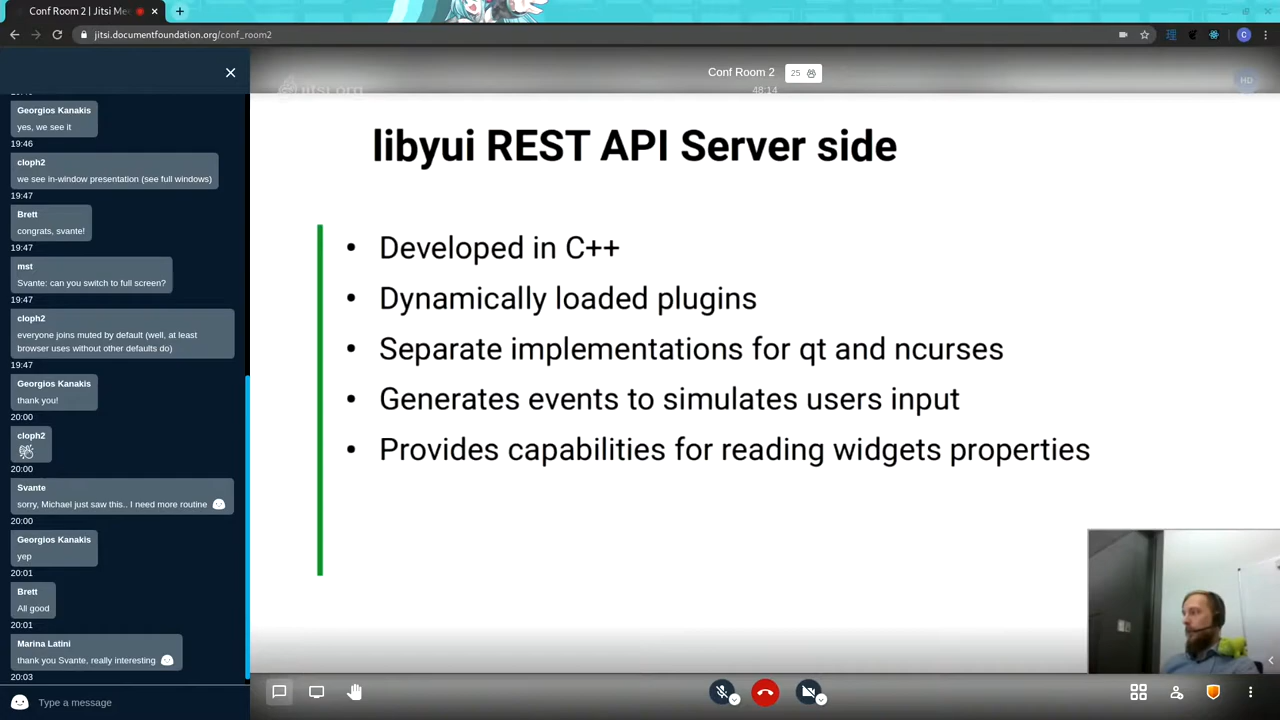 Conf Room 2 | Jitsi Me
jitsi.documentfoundation.org/conf_room2
C
Conf Room 2
25
48:14
HD
jitsi.org
Georgios Kanakis
yes, we see it
19:46
cloph2
we see in-window presentation (see full windows)
19:47
Brett
congrats, svante!
19:47
mst
Svante: can you switch to full screen?
19:47
cloph2
everyone joins muted by default (well, at least
browser uses without other defaults do)
19:47
Georgios Kanakis
thank you!
20:00
cloph2
20:00
Svante
sorry, Michael just saw this.. I need more routine
20:00
Georgios Kanakis
yep
20:01
Brett
All good
20:01
Marina Latini
thank you Svante, really interesting
20:03
Type a message
libyui REST API Server side
• Developed in C++
• Dynamically loaded plugins
• Separate implementations for qt and ncurses
• Generates events to simulates users input
• Provides capabilities for reading widgets properties